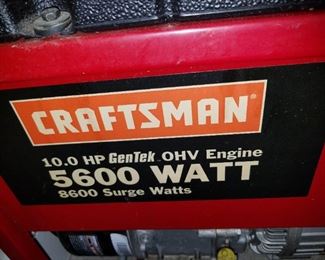 CRAFTSMAN®
10.0 HP GenTek OHV Engine
5600 WATT
8600 Surge Watts